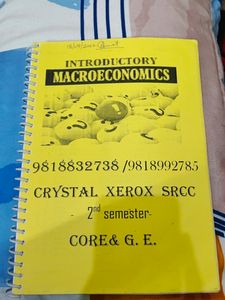 INTRODUCTORY
MACROECONOMICS
9818832738/9818992785
CRYSTAL XEROX SRCC
- 2nd semester-
CORE& G. E.